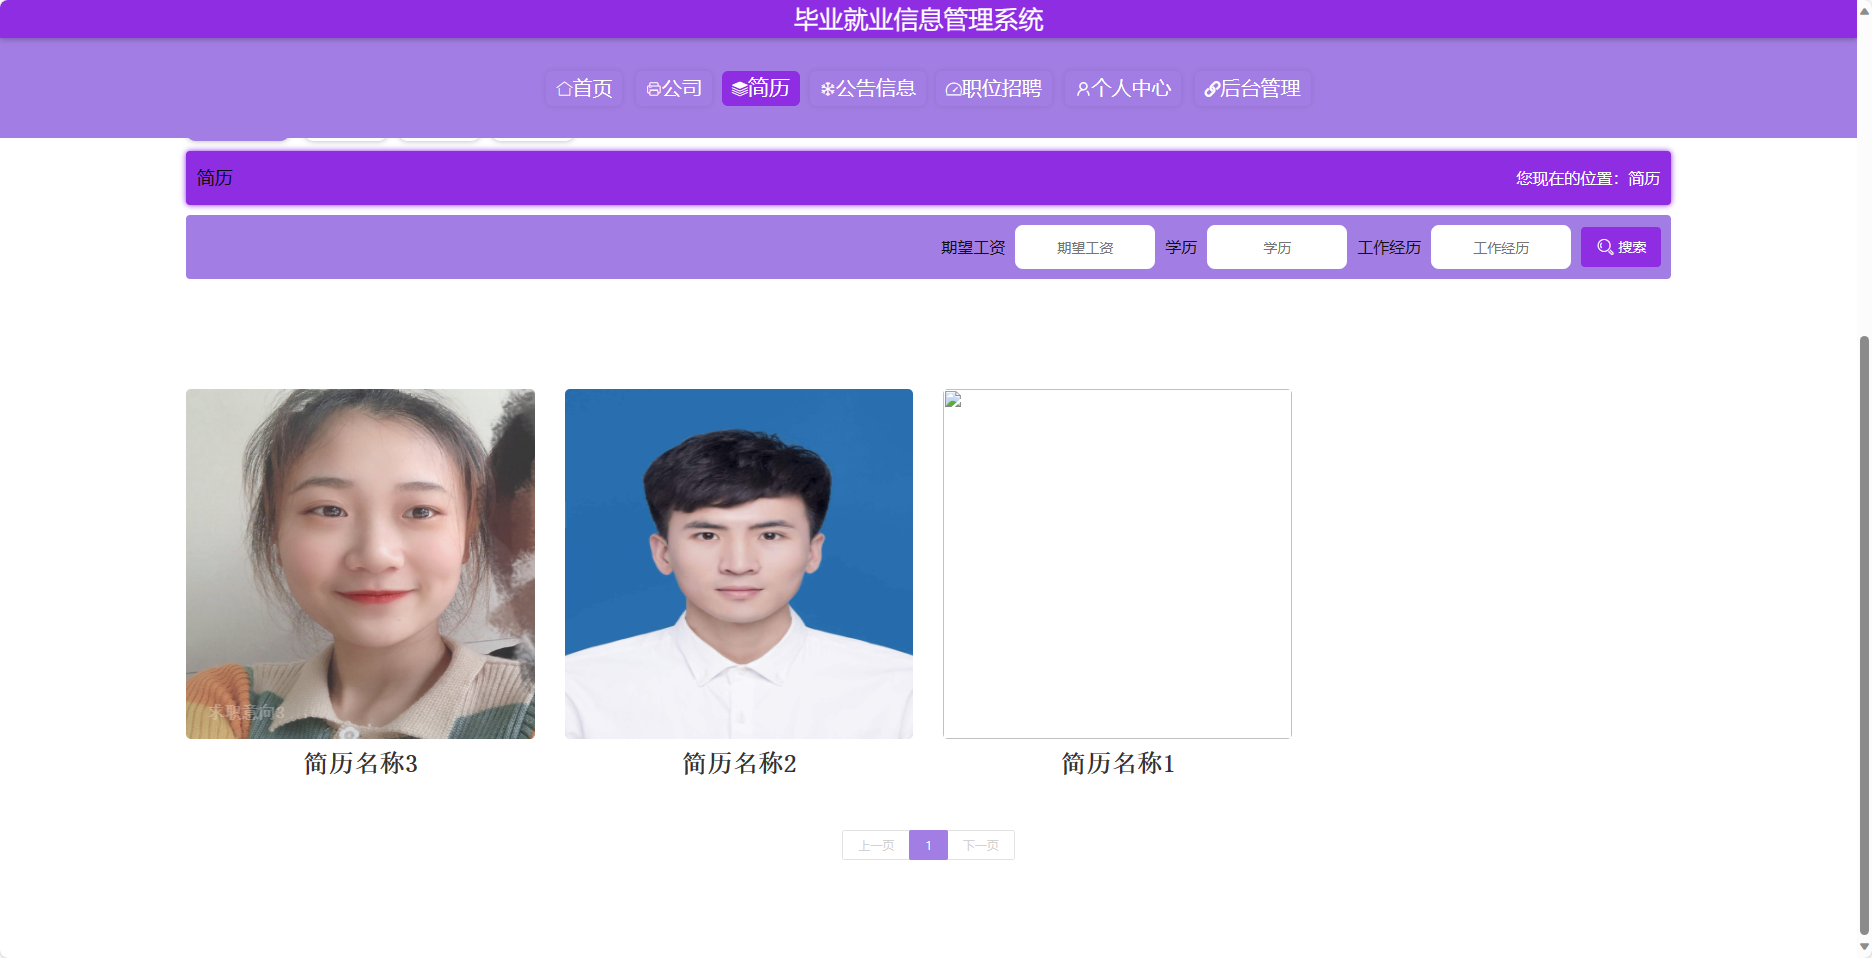 毕业就业信息管理系统
首页 公司 简历 公告信息 职位招聘 个人中心 后台管理
简历 您现在的位置：简历
期望工资 期望工资 学历 学历 工作经历 工作经历 搜索
求职意向3
简历名称3 简历名称2 简历名称1
上一页 1 下一页